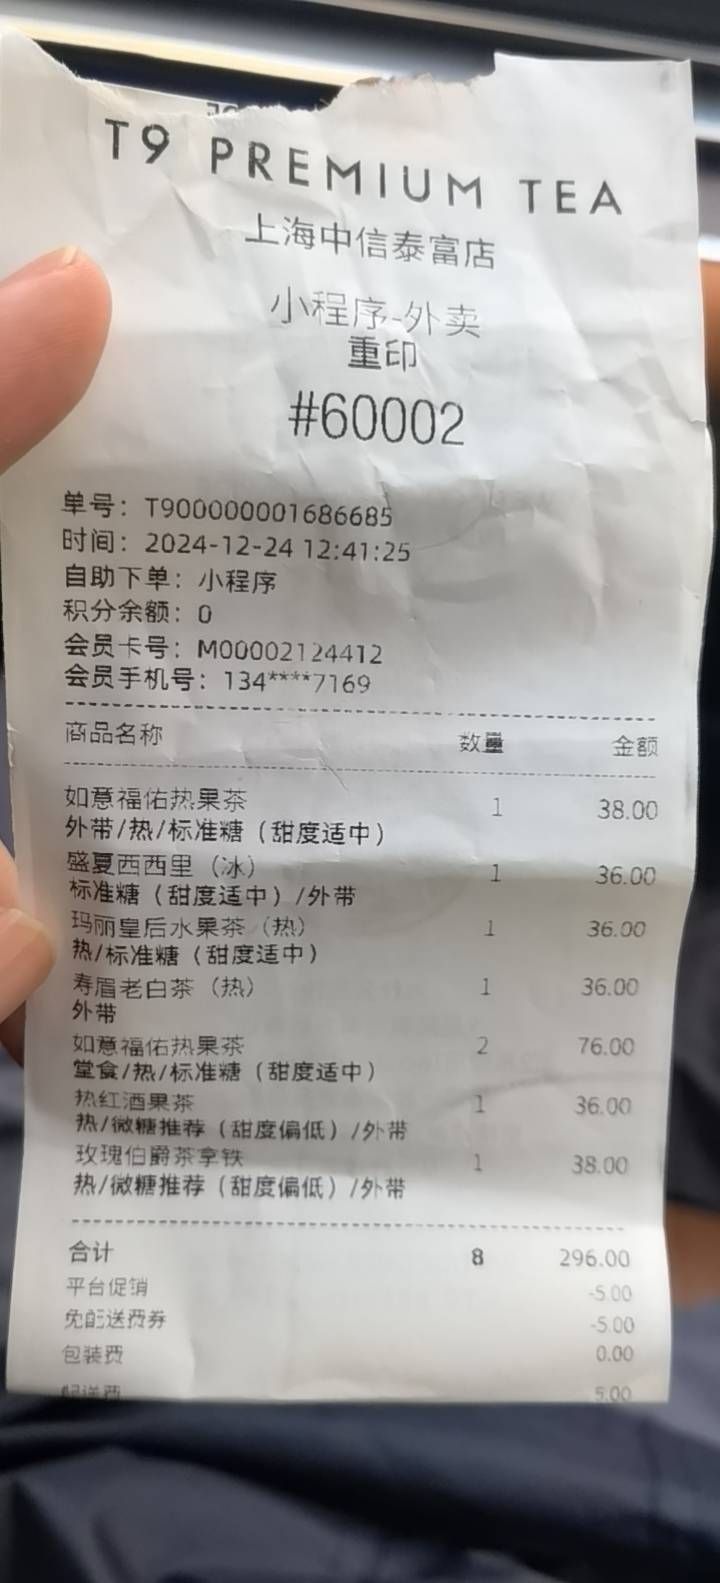 T9 PREMIUM TEA
上海中信泰富店
小程序-外卖
重印
#60002
单号：T900000001686685
时间：2024-12-24 12:41:25
自助下单：小程序
积分余额：0
会员卡号：M00002124412
会员手机号：134****7169
商品名称 数量 金额
如意福佑热果茶 1 38.00
外带/热/标准糖（甜度适中）
盛夏西西里（冰） 1 36.00
标准糖（甜度适中）/外带
玛丽皇后水果茶（热） 1 36.00
热/标准糖（甜度适中）
寿眉老白茶（热） 1 36.00
外带
如意福佑热果茶 2 76.00
堂食/热/标准糖（甜度适中）
热红酒果茶 1 36.00
热/微糖推荐（甜度偏低）/外带
玫瑰伯爵茶拿铁 1 38.00
热/微糖推荐（甜度偏低）/外带
合计 8 296.00
平台促销 -5.00
免配送费券 -5.00
包装费 0.00
配送费 5.00